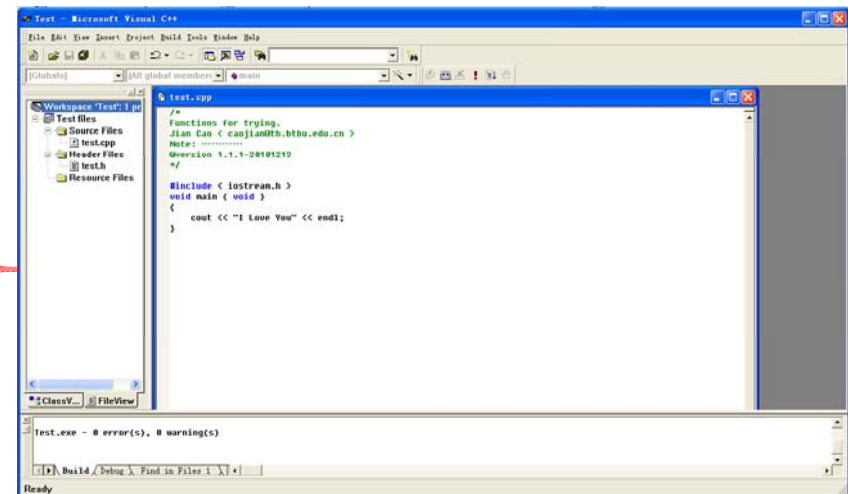 Test - Microsoft Visual C++
File Edit View Insert Project Build Tools Window Help
(Globals) [All global member: main
Workspace 'Test': 1 pr
Test files
Source Files
test.cpp
Header Files
test.h
Resource Files
ClassV... FileView
test.cpp
/*
Functions for trying.
Jian Cao < caojian@th.btbu.edu.cn >
Note: ············
@version 1.1.1-20101219
*/
#include < iostream.h >
void main ( void )
{
cout << "I Love You" << endl;
}
Test.exe - 0 error(s), 0 warning(s)
Build Debug Find in Files 1
Ready